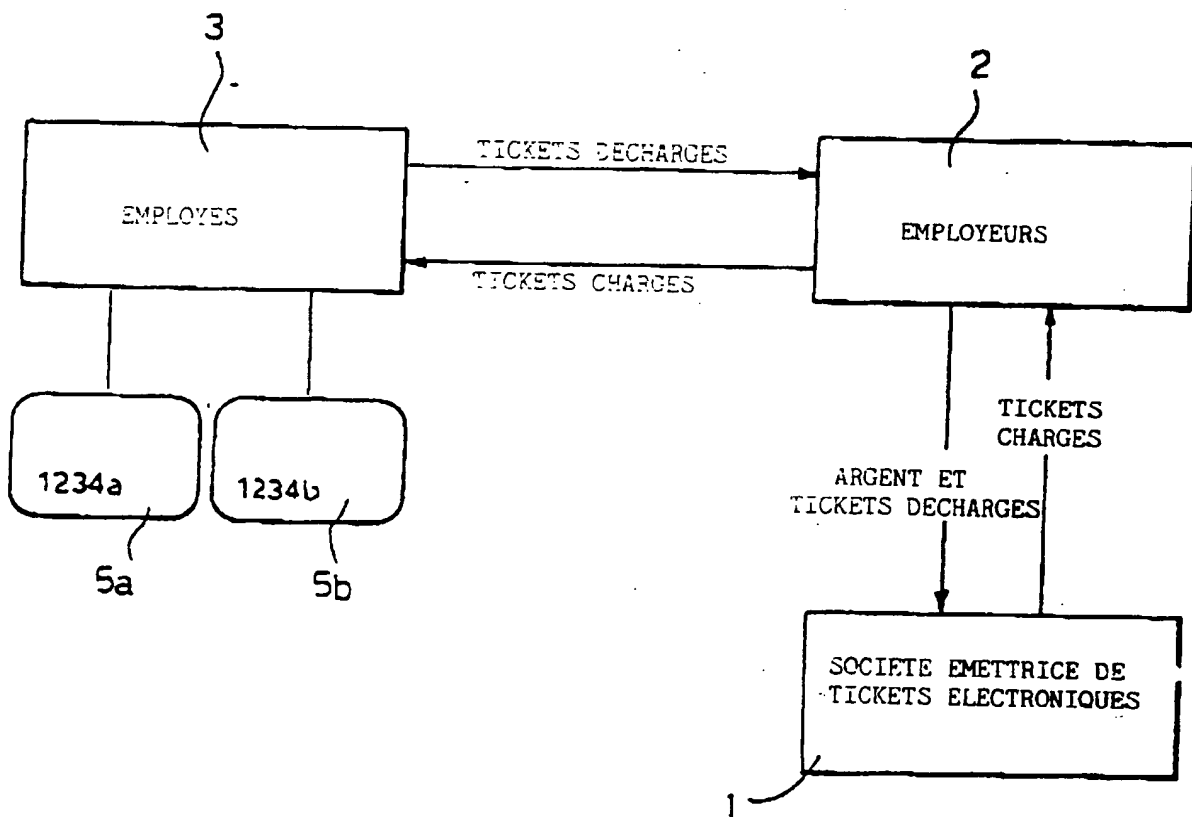 3
2
TICKETS DECHARGES
EMPLOYES
EMPLOYEURS
TICKETS CHARGES
TICKETS
CHARGES
1234a
1234b
ARGENT ET
TICKETS DECHARGES
5a
5b
SOCIETE EMETTRICE DE
TICKETS ELECTRONIQUES
1